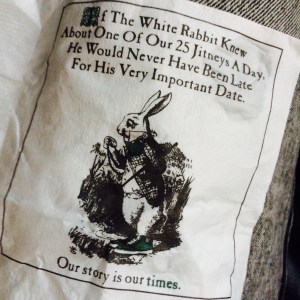 If The White Rabbit Knew
About One Of Our 25 Jitneys A Day,
He Would Never Have Been Late
For His Very Important Date.
Our story is our times.